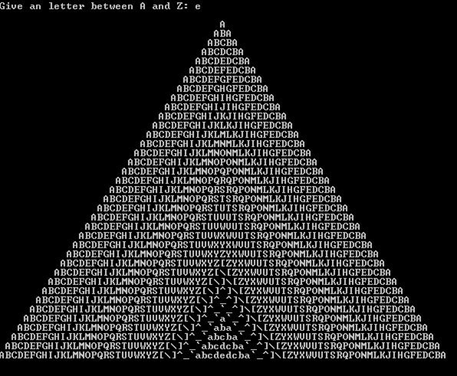 Give an letter between A and Z: e
A
ABA
ABCBA
ABCDCBA
ABCDEDCBA
ABCDEFEDCBA
ABCDEFGFEDCBA
ABCDEFGHGFEDCBA
ABCDEFGHIHGFEDCBA
ABCDEFGHIJIHGFEDCBA
ABCDEFGHIJKJIHGFEDCBA
ABCDEFGHIJKLKJIHGFEDCBA
ABCDEFGHIJKLMLKJIHGFEDCBA
ABCDEFGHIJKLMNMLKJIHGFEDCBA
ABCDEFGHIJKLMNONMLKJIHGFEDCBA
ABCDEFGHIJKLMNOPONMLKJIHGFEDCBA
ABCDEFGHIJKLMNOPQPONMLKJIHGFEDCBA
ABCDEFGHIJKLMNOPQRQPONMLKJIHGFEDCBA
ABCDEFGHIJKLMNOPQRSRQPONMLKJIHGFEDCBA
ABCDEFGHIJKLMNOPQRSTSRQPONMLKJIHGFEDCBA
ABCDEFGHIJKLMNOPQRSTUTSRQPONMLKJIHGFEDCBA
ABCDEFGHIJKLMNOPQRSTUVUTSRQPONMLKJIHGFEDCBA
ABCDEFGHIJKLMNOPQRSTUVWVUTSRQPONMLKJIHGFEDCBA
ABCDEFGHIJKLMNOPQRSTUVWXWVUTSRQPONMLKJIHGFEDCBA
ABCDEFGHIJKLMNOPQRSTUVWXYXWVUTSRQPONMLKJIHGFEDCBA
ABCDEFGHIJKLMNOPQRSTUVWXYZYXWVUTSRQPONMLKJIHGFEDCBA
ABCDEFGHIJKLMNOPQRSTUVWXYZ[ZYXWVUTSRQPONMLKJIHGFEDCBA
ABCDEFGHIJKLMNOPQRSTUVWXYZ[\[ZYXWVUTSRQPONMLKJIHGFEDCBA
ABCDEFGHIJKLMNOPQRSTUVWXYZ[\]\[ZYXWVUTSRQPONMLKJIHGFEDCBA
ABCDEFGHIJKLMNOPQRSTUVWXYZ[\]^]\[ZYXWVUTSRQPONMLKJIHGFEDCBA
ABCDEFGHIJKLMNOPQRSTUVWXYZ[\]^_^]\[ZYXWVUTSRQPONMLKJIHGFEDCBA
ABCDEFGHIJKLMNOPQRSTUVWXYZ[\]^_`_^]\[ZYXWVUTSRQPONMLKJIHGFEDCBA
ABCDEFGHIJKLMNOPQRSTUVWXYZ[\]^_`a`_^]\[ZYXWVUTSRQPONMLKJIHGFEDCBA
ABCDEFGHIJKLMNOPQRSTUVWXYZ[\]^_`aba`_^]\[ZYXWVUTSRQPONMLKJIHGFEDCBA
ABCDEFGHIJKLMNOPQRSTUVWXYZ[\]^_`abcba`_^]\[ZYXWVUTSRQPONMLKJIHGFEDCBA
ABCDEFGHIJKLMNOPQRSTUVWXYZ[\]^_`abcdcba`_^]\[ZYXWVUTSRQPONMLKJIHGFEDCBA
ABCDEFGHIJKLMNOPQRSTUVWXYZ[\]^_`abcdedcba`_^]\[ZYXWVUTSRQPONMLKJIHGFEDCBA